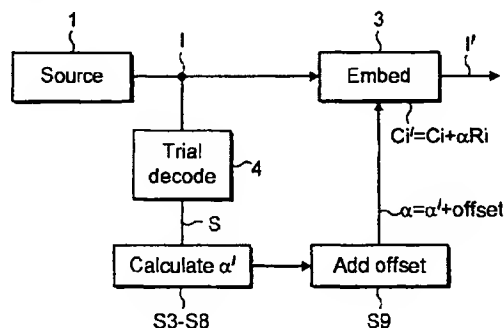 1
I
3
I'
Source
Embed
Ci'=Ci+αRi
Trial
decode
4
S
α=α'+offset
Calculate α'
Add offset
S3-S8
S9